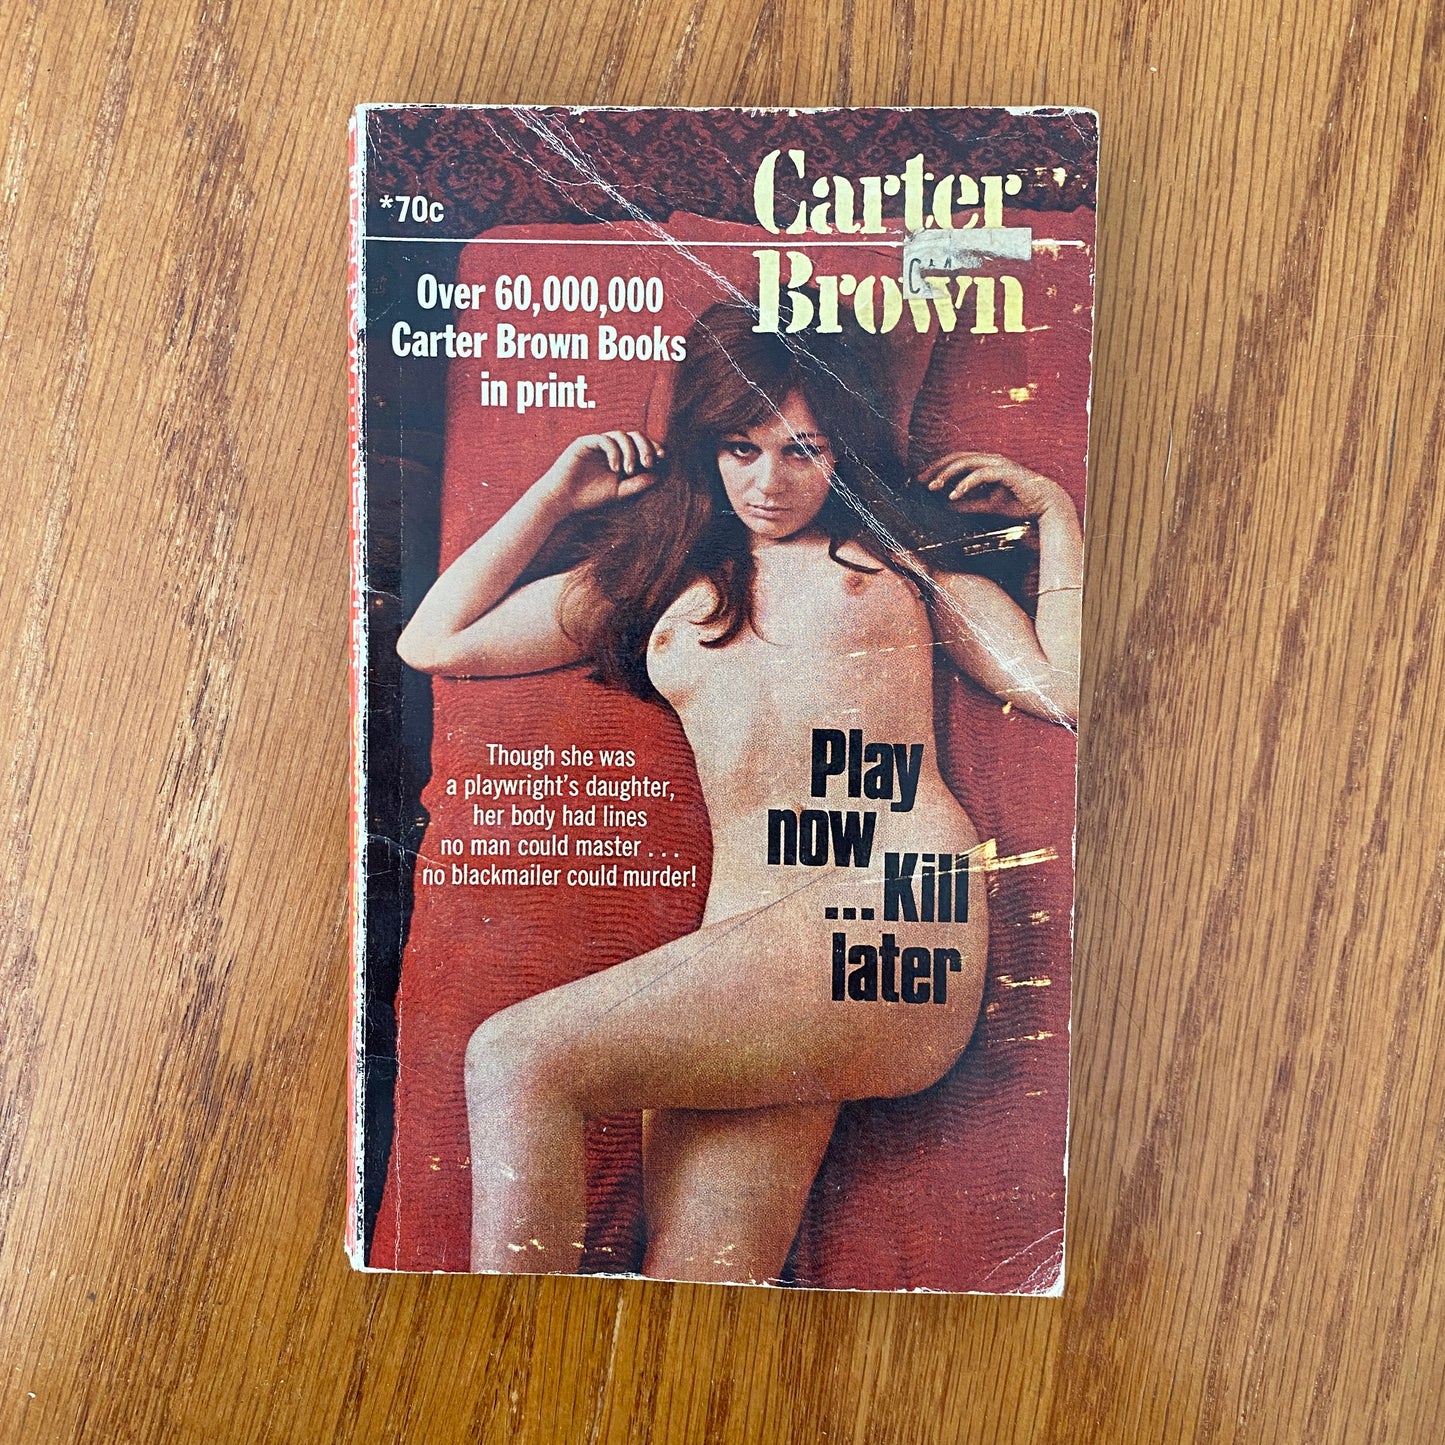 *70c
Carter
Brown
Over 60,000,000
Carter Brown Books
in print.
Though she was
a playwright's daughter,
her body had lines
no man could master . . .
no blackmailer could murder!
Play
now
...Kill
later